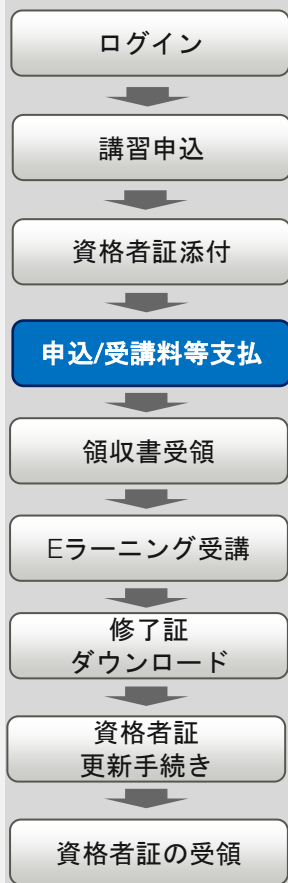 ログイン
講習申込
資格者証添付
申込/受講料等支払
領収書受領
Eラーニング受講
修了証
ダウンロード
資格者証
更新手続き
資格者証の受領